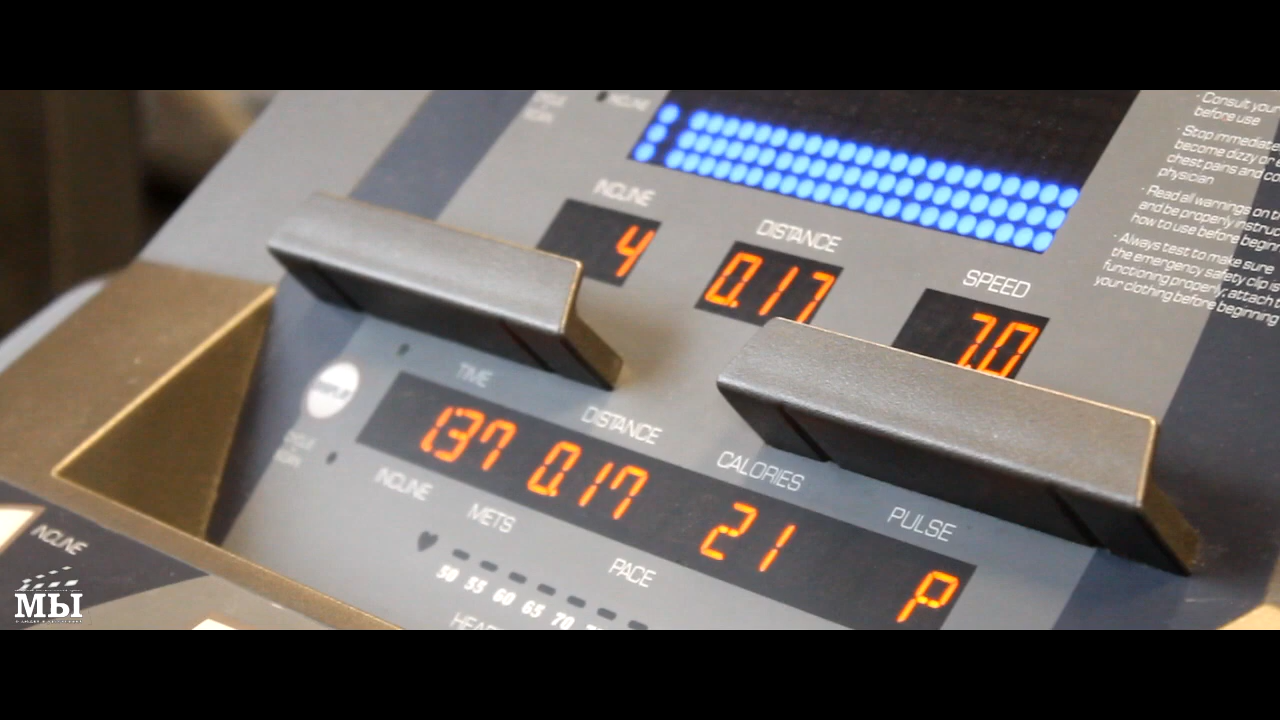 INCLINE
· Consult your
before use
· Stop immediate
become dizzy or
chest pains and co
physician
· Read all warnings on t
and be properly instruc
how to use before begin
· Always test to make sure
the emergency safety clip is
functioning properly, attach
your clothing before beginning
INCLINE
DISTANCE
SPEED
4
0.17
7.0
TIME
DISTANCE
CALORIES
PULSE
1:37 0.17 21 P
INCLINE
METS
PACE
50 55 60 65 70
HEAR
INCLINE
МЫ